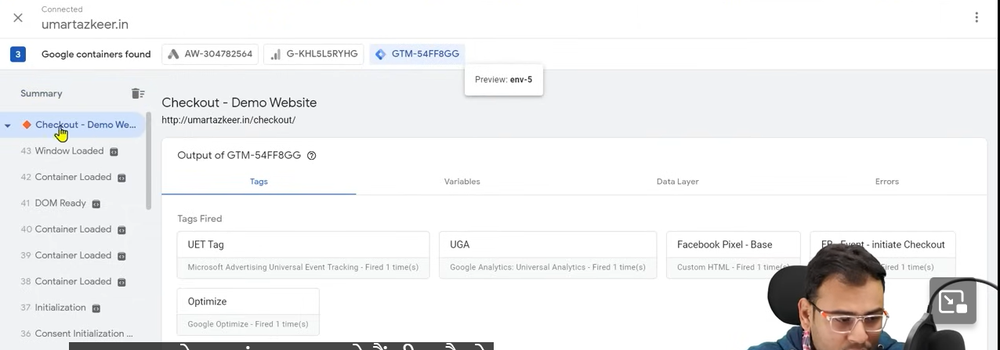 Connected
umartazkeer.in
3 Google containers found AW-304782564 G-KHL5L5RYHG GTM-54FF8GG
Preview: env-5
Summary
Checkout - Demo We...
43 Window Loaded
42 Container Loaded
41 DOM Ready
40 Container Loaded
39 Container Loaded
38 Container Loaded
37 Initialization
36 Consent Initialization ...
Checkout - Demo Website
http://umartazkeer.in/checkout/
Output of GTM-54FF8GG
Tags Variables Data Layer Errors
Tags Fired
UET Tag
Microsoft Advertising Universal Event Tracking - Fired 1 time(s)
UGA
Google Analytics: Universal Analytics - Fired 1 time(s)
Facebook Pixel - Base
Custom HTML - Fired 1 time(s)
Event - initiate Checkout
ired 1 time(s)
Optimize
Google Optimize - Fired 1 time(s)